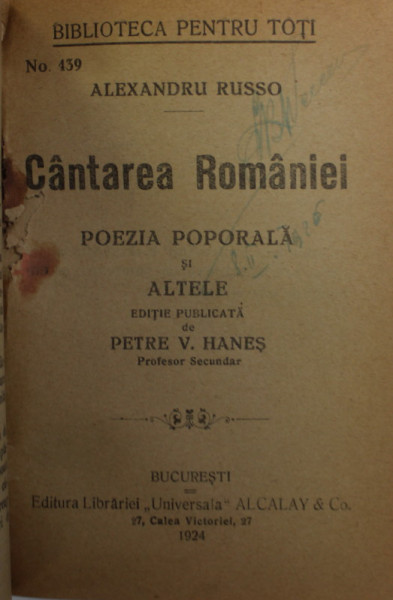 BIBLIOTECA PENTRU TOȚI
No. 439
ALEXANDRU RUSSO
Cântarea României
POEZIA POPORALĂ
ȘI
ALTELE
EDIȚIE PUBLICATĂ
de
PETRE V. HANEȘ
Profesor Secundar
BUCUREȘTI
Editura Librăriei „Universala" ALCALAY & Co.
27, Calea Victoriei, 27
1924